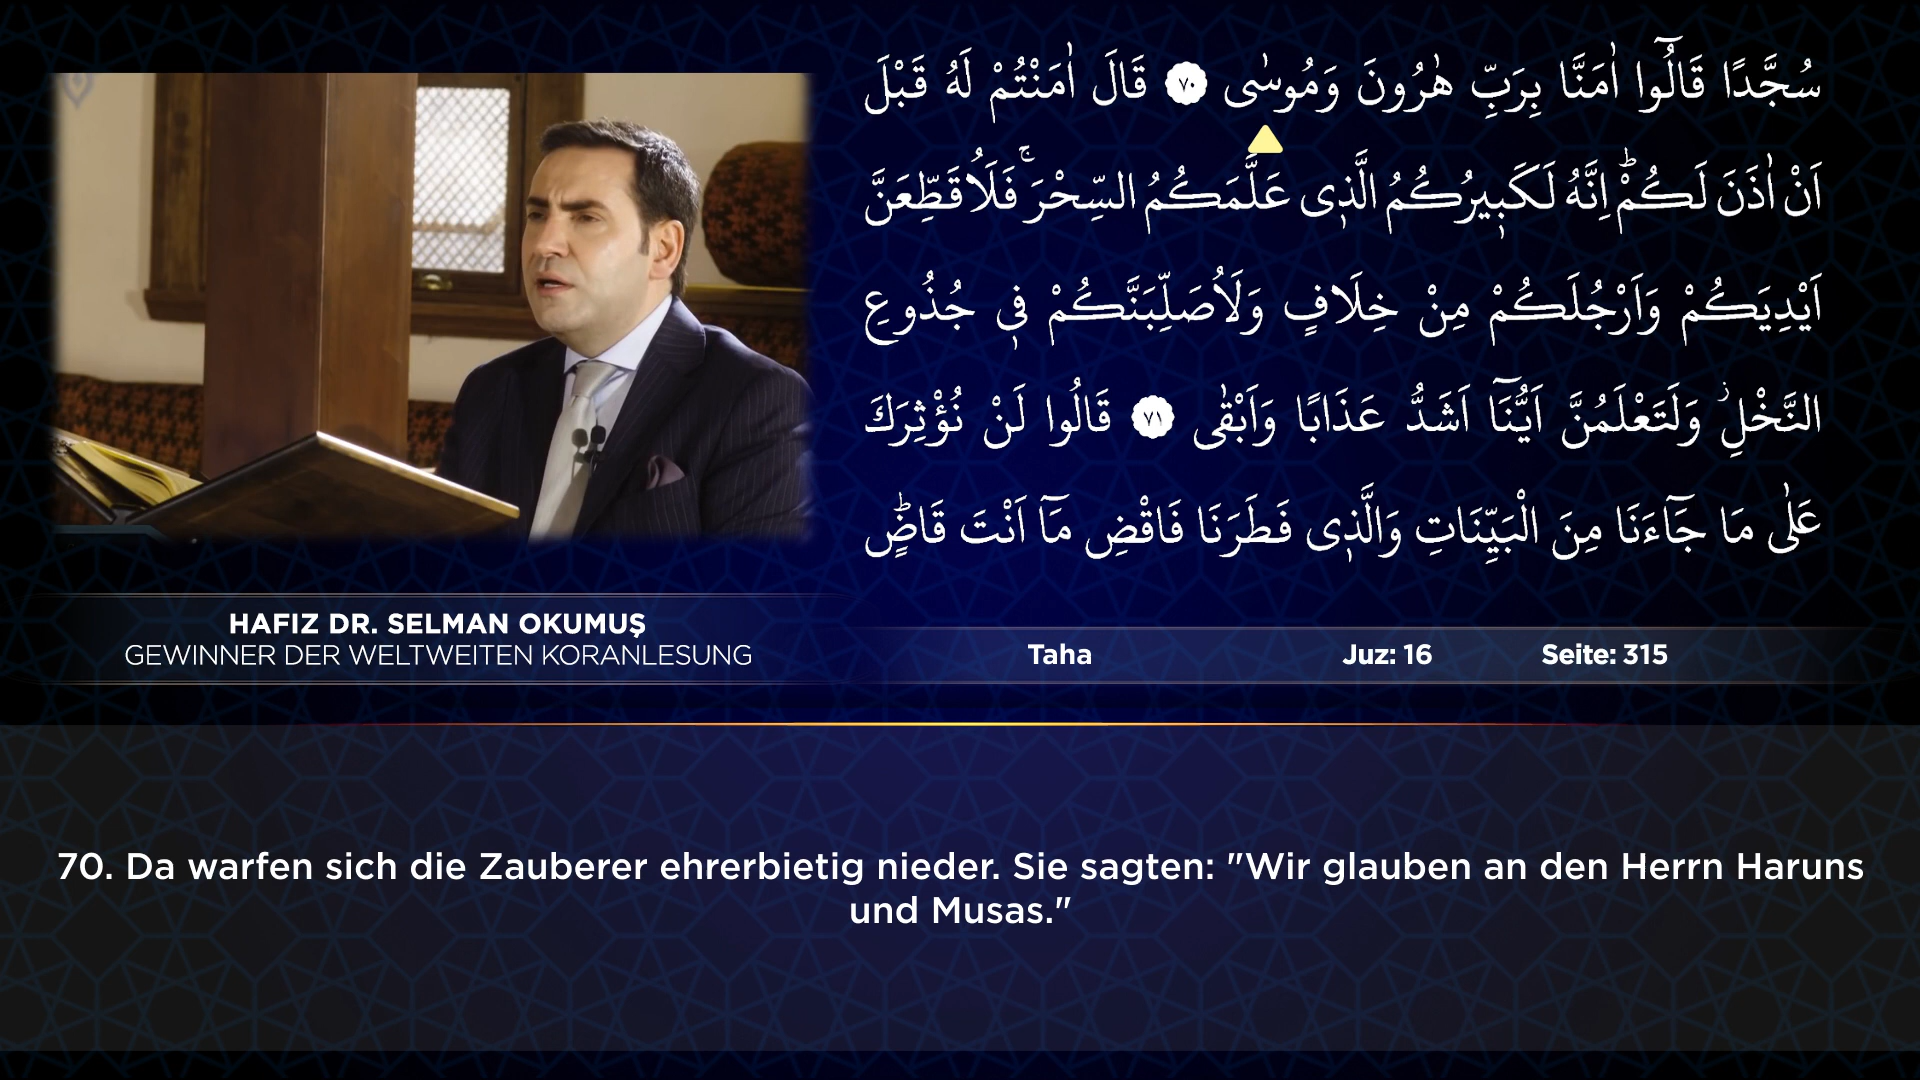 سُجَّدًا قَالُٓوا اٰمَنَّا بِرَبِّ هٰرُونَ وَمُوسٰى ﴿٧٠﴾ قَالَ اٰمَنْتُمْ لَهُ قَبْلَ
اَنْ اٰذَنَ لَكُمْۜ اِنَّهُ لَكَب۪يرُكُمُ الَّذ۪ى عَلَّمَكُمُ السِّحْرَۚ فَلَاُقَطِّعَنَّ
اَيْدِيَكُمْ وَاَرْجُلَكُمْ مِنْ خِلَافٍ وَلَاُصَلِّبَنَّكُمْ ف۪ى جُذُوعِ
النَّخْلِۘ وَلَتَعْلَمُنَّ اَيُّنَٓا اَشَدُّ عَذَابًا وَاَبْقٰى ﴿٧١﴾ قَالُوا لَنْ نُؤْثِرَكَ
عَلٰى مَا جَٓاءَنَا مِنَ الْبَيِّنَاتِ وَالَّذ۪ى فَطَرَنَا فَاقْضِ مَٓا اَنْتَ قَاضٍۜ
HAFIZ DR. SELMAN OKUMUŞ
GEWINNER DER WELTWEITEN KORANLESUNG
Taha Juz: 16 Seite: 315
70. Da warfen sich die Zauberer ehrerbietig nieder. Sie sagten: "Wir glauben an den Herrn Haruns
und Musas."